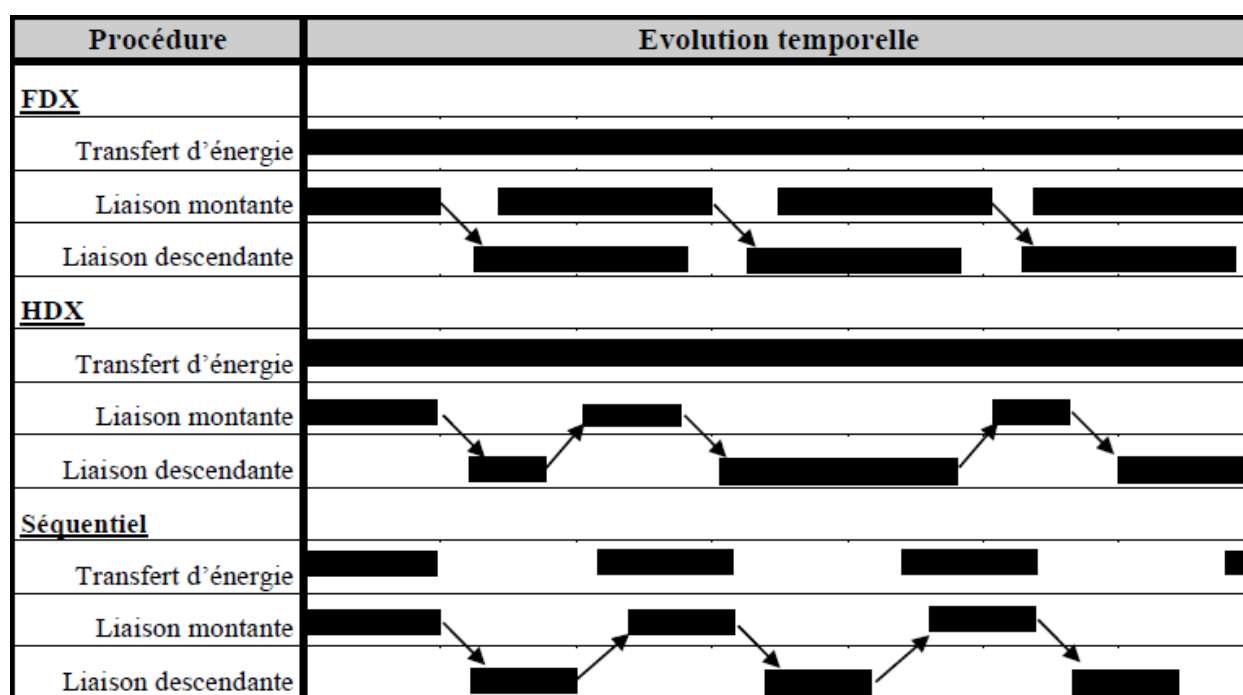 Procédure Evolution temporelle
FDX
Transfert d’énergie
Liaison montante
Liaison descendante
HDX
Transfert d’énergie
Liaison montante
Liaison descendante
Séquentiel
Transfert d’énergie
Liaison montante
Liaison descendante